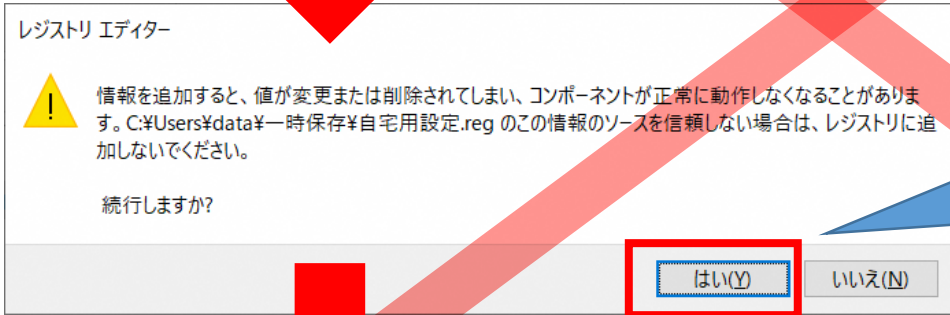 レジストリ エディター
情報を追加すると、値が変更または削除されてしまい、コンポーネントが正常に動作しなくなることがありま
す。C:¥Users¥data¥一時保存¥自宅用設定.reg のこの情報のソースを信頼しない場合は、レジストリに追
加しないでください。
続行しますか?
はい(Y) いいえ(N)